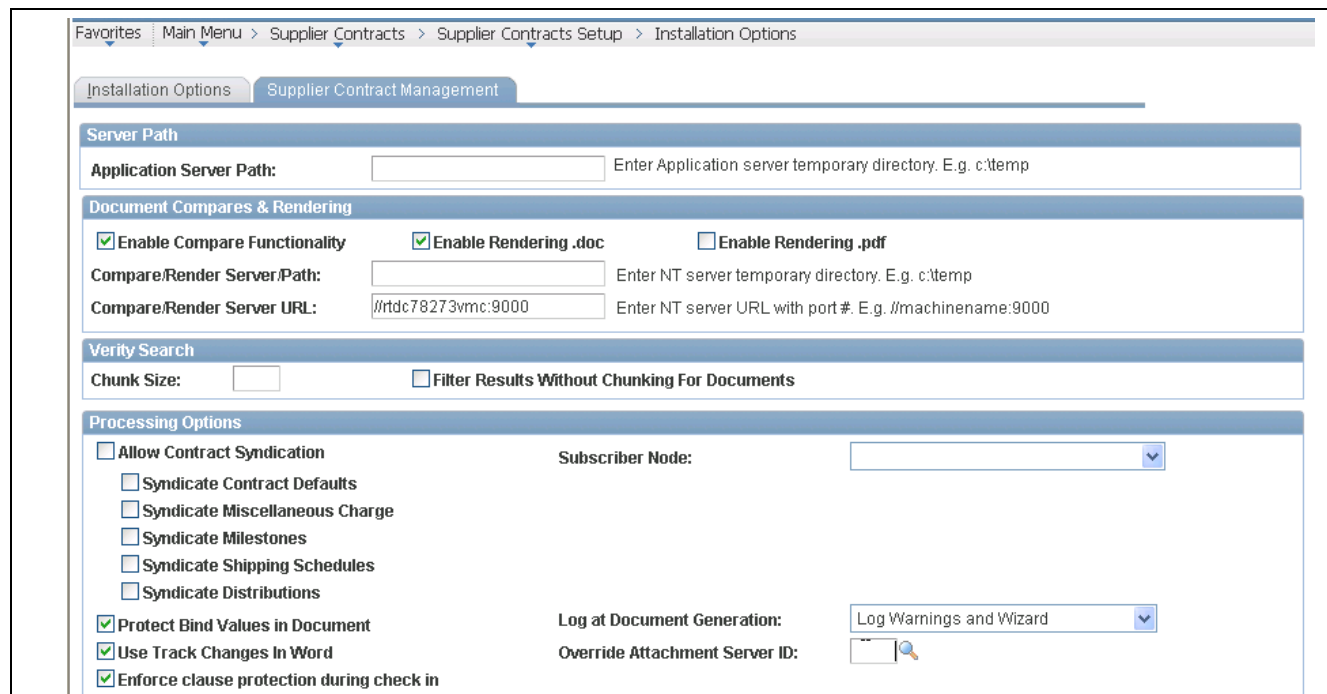 Favorites Main Menu > Supplier Contracts > Supplier Contracts Setup > Installation Options
Installation Options Supplier Contract Management
Server Path
Application Server Path: Enter Application server temporary directory. E.g. c:\temp
Document Compares & Rendering
Enable Compare Functionality Enable Rendering .doc Enable Rendering .pdf
Compare/Render Server/Path: Enter NT server temporary directory. E.g. c:\temp
Compare/Render Server URL: //rtdc78273vmc:9000 Enter NT server URL with port #. E.g. //machinename:9000
Verity Search
Chunk Size: Filter Results Without Chunking For Documents
Processing Options
Allow Contract Syndication Subscriber Node:
Syndicate Contract Defaults
Syndicate Miscellaneous Charge
Syndicate Milestones
Syndicate Shipping Schedules
Syndicate Distributions
Protect Bind Values in Document Log at Document Generation: Log Warnings and Wizard
Use Track Changes In Word Override Attachment Server ID:
Enforce clause protection during check in